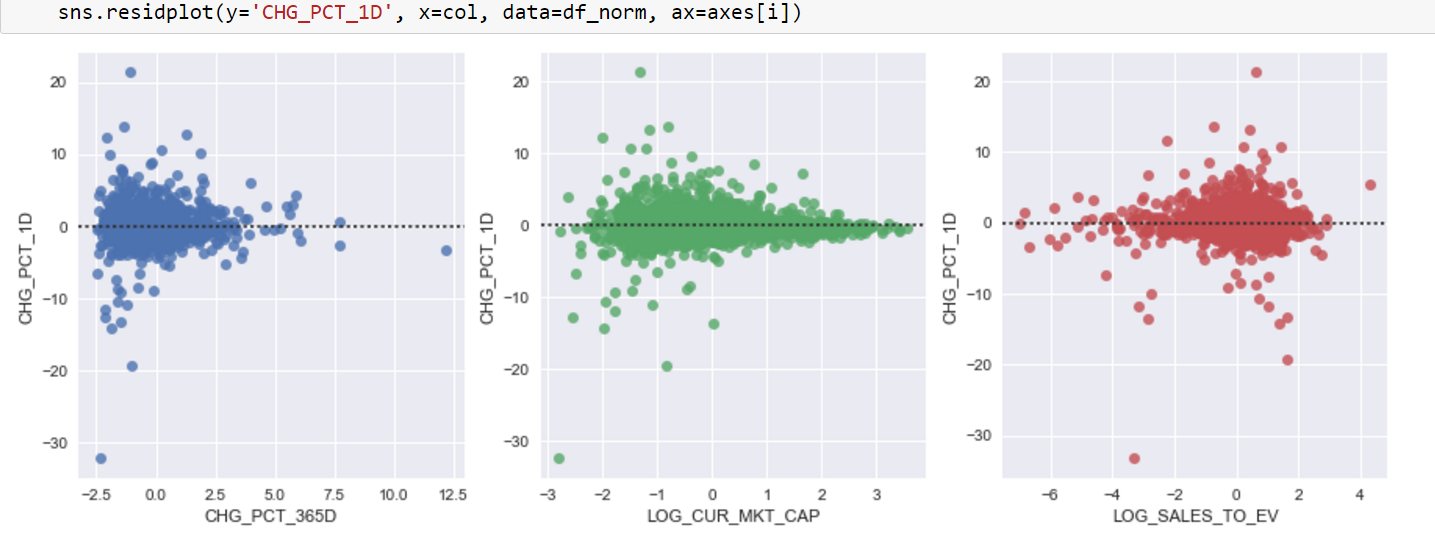 sns.residplot(y='CHG_PCT_1D', x=col, data=df_norm, ax=axes[i])
20
10
0
−10
−20
−30
CHG_PCT_1D
−2.5 0.0 2.5 5.0 7.5 10.0 12.5
CHG_PCT_365D
20
10
0
−10
−20
−30
CHG_PCT_1D
−3 −2 −1 0 1 2 3
LOG_CUR_MKT_CAP
20
10
0
−10
−20
−30
CHG_PCT_1D
−6 −4 −2 0 2 4
LOG_SALES_TO_EV